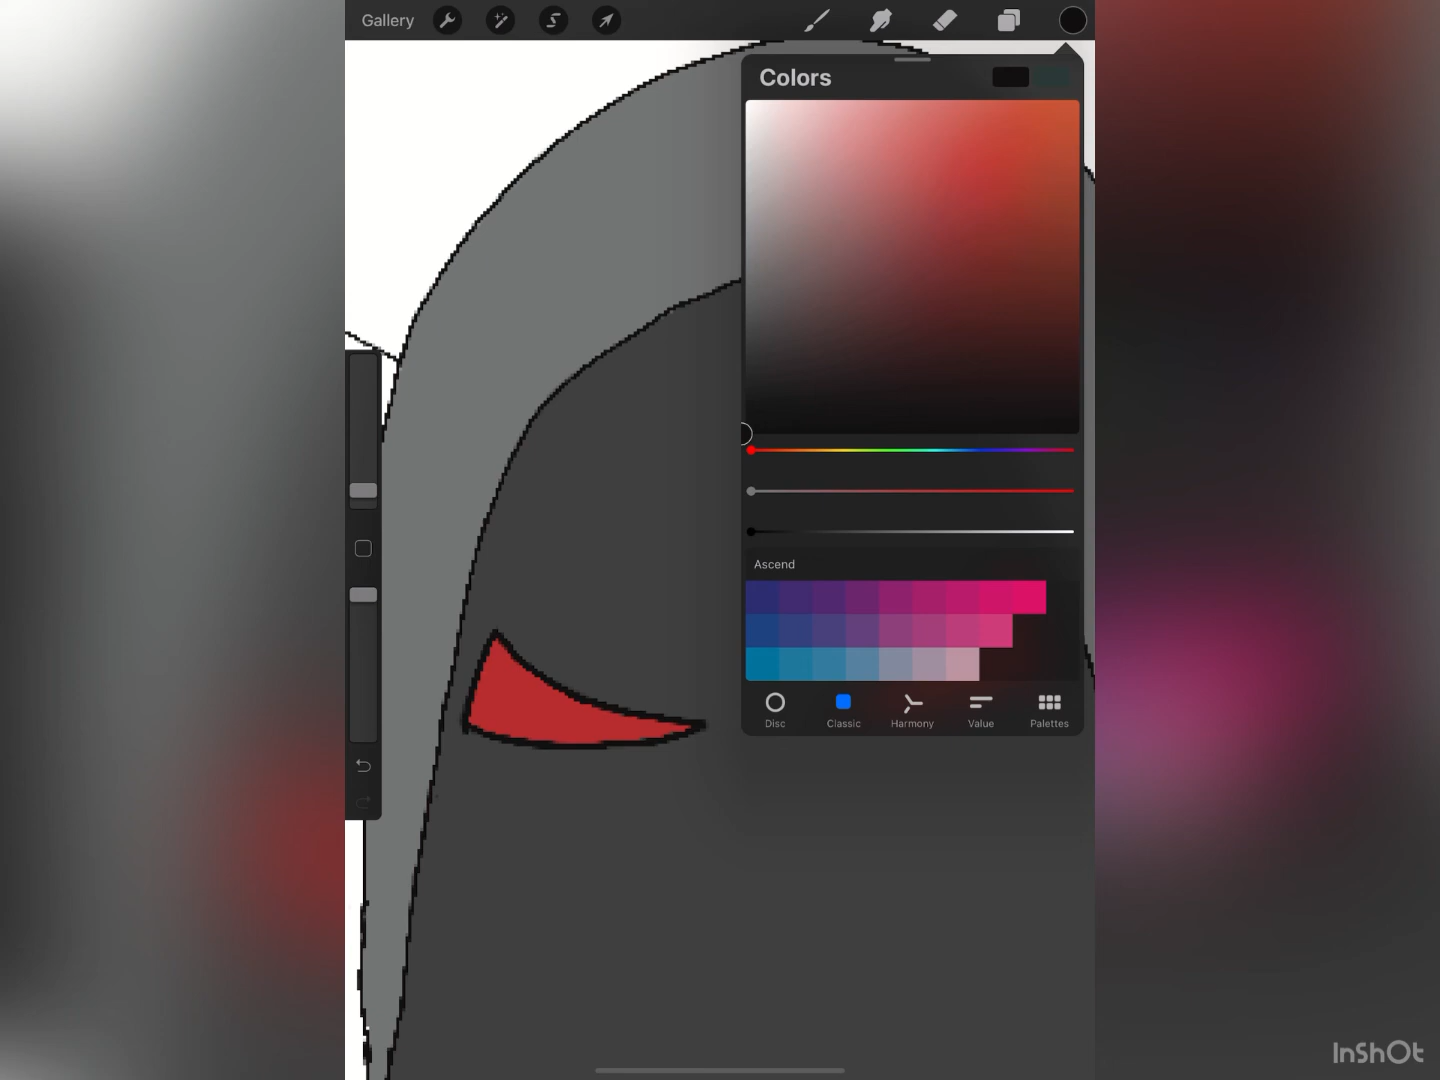 Gallery
Colors
Ascend
Disc
Classic
Harmony
Value
Palettes
InShOt